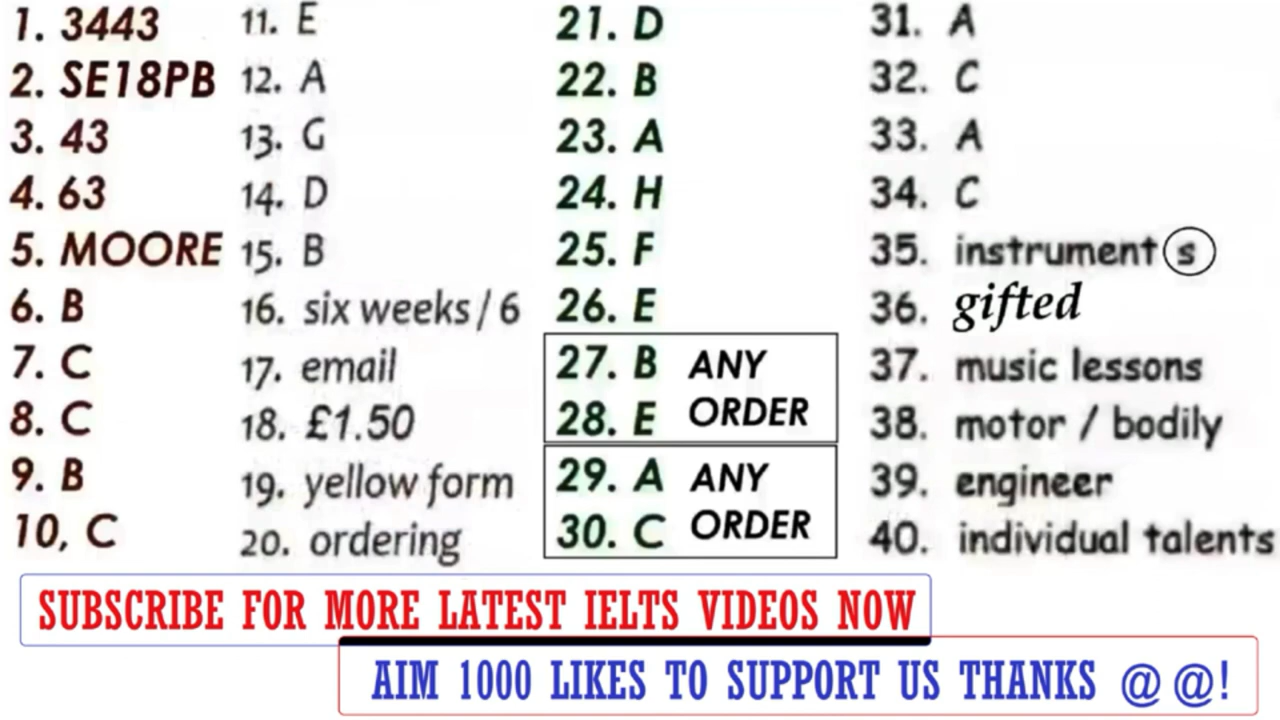 1. 3443
2. SE18PB
3. 43
4. 63
5. MOORE
6. B
7. C
8. C
9. B
10, C
11. E
12. A
13. G
14. D
15. B
16. six weeks / 6
17. email
18. £1.50
19. yellow form
20. ordering
21. D
22. B
23. A
24. H
25. F
26. E
27. B ANY
28. E ORDER
29. A ANY
30. C ORDER
31. A
32. C
33. A
34. C
35. instrument s
36. gifted
37. music lessons
38. motor / bodily
39. engineer
40. individual talents
SUBSCRIBE FOR MORE LATEST IELTS VIDEOS NOW
AIM 1000 LIKES TO SUPPORT US THANKS @ @!